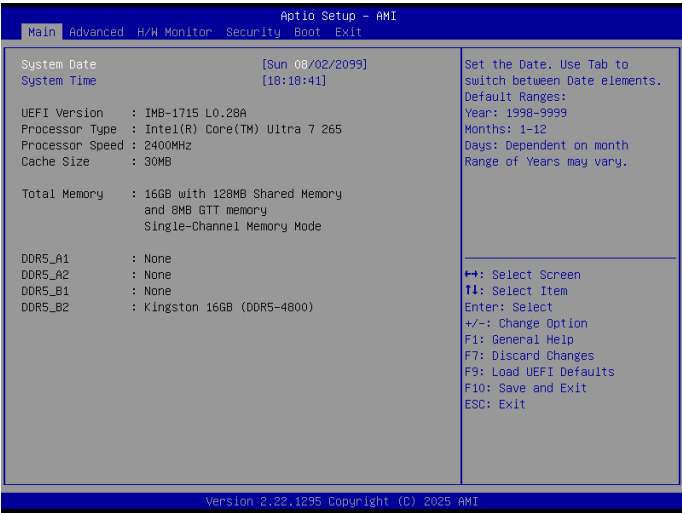 Aptio Setup - AMI
Main Advanced H/W Monitor Security Boot Exit
System Date [Sun 08/02/2099]
System Time [18:18:41]
UEFI Version : IMB-1715 L0.28A
Processor Type : Intel(R) Core(TM) Ultra 7 265
Processor Speed : 2400MHz
Cache Size : 30MB
Total Memory : 16GB with 128MB Shared Memory
and 8MB GTT memory
Single-Channel Memory Mode
DDR5_A1 : None
DDR5_A2 : None
DDR5_B1 : None
DDR5_B2 : Kingston 16GB (DDR5-4800)
Set the Date. Use Tab to
switch between Date elements.
Default Ranges:
Year: 1998-9999
Months: 1-12
Days: Dependent on month
Range of Years may vary.
↔: Select Screen
↑↓: Select Item
Enter: Select
+/-: Change Option
F1: General Help
F7: Discard Changes
F9: Load UEFI Defaults
F10: Save and Exit
ESC: Exit
Version 2.22.1295 Copyright (C) 2025 AMI